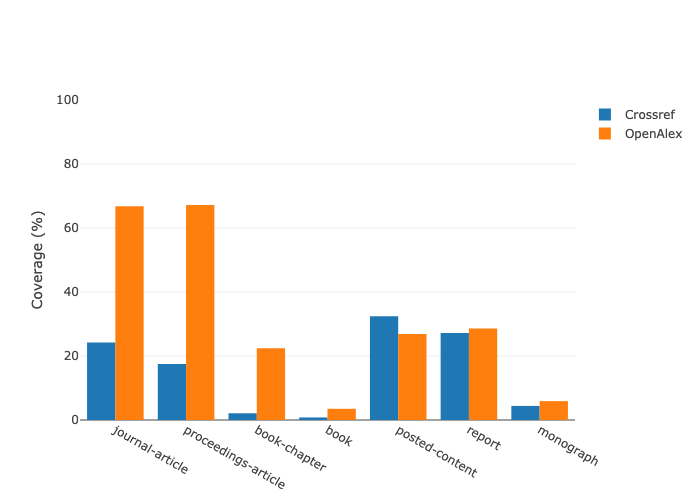 100
80
60
40
20
0
Coverage (%)
journal-article
proceedings-article
book-chapter
book
posted-content
report
monograph
Crossref
OpenAlex